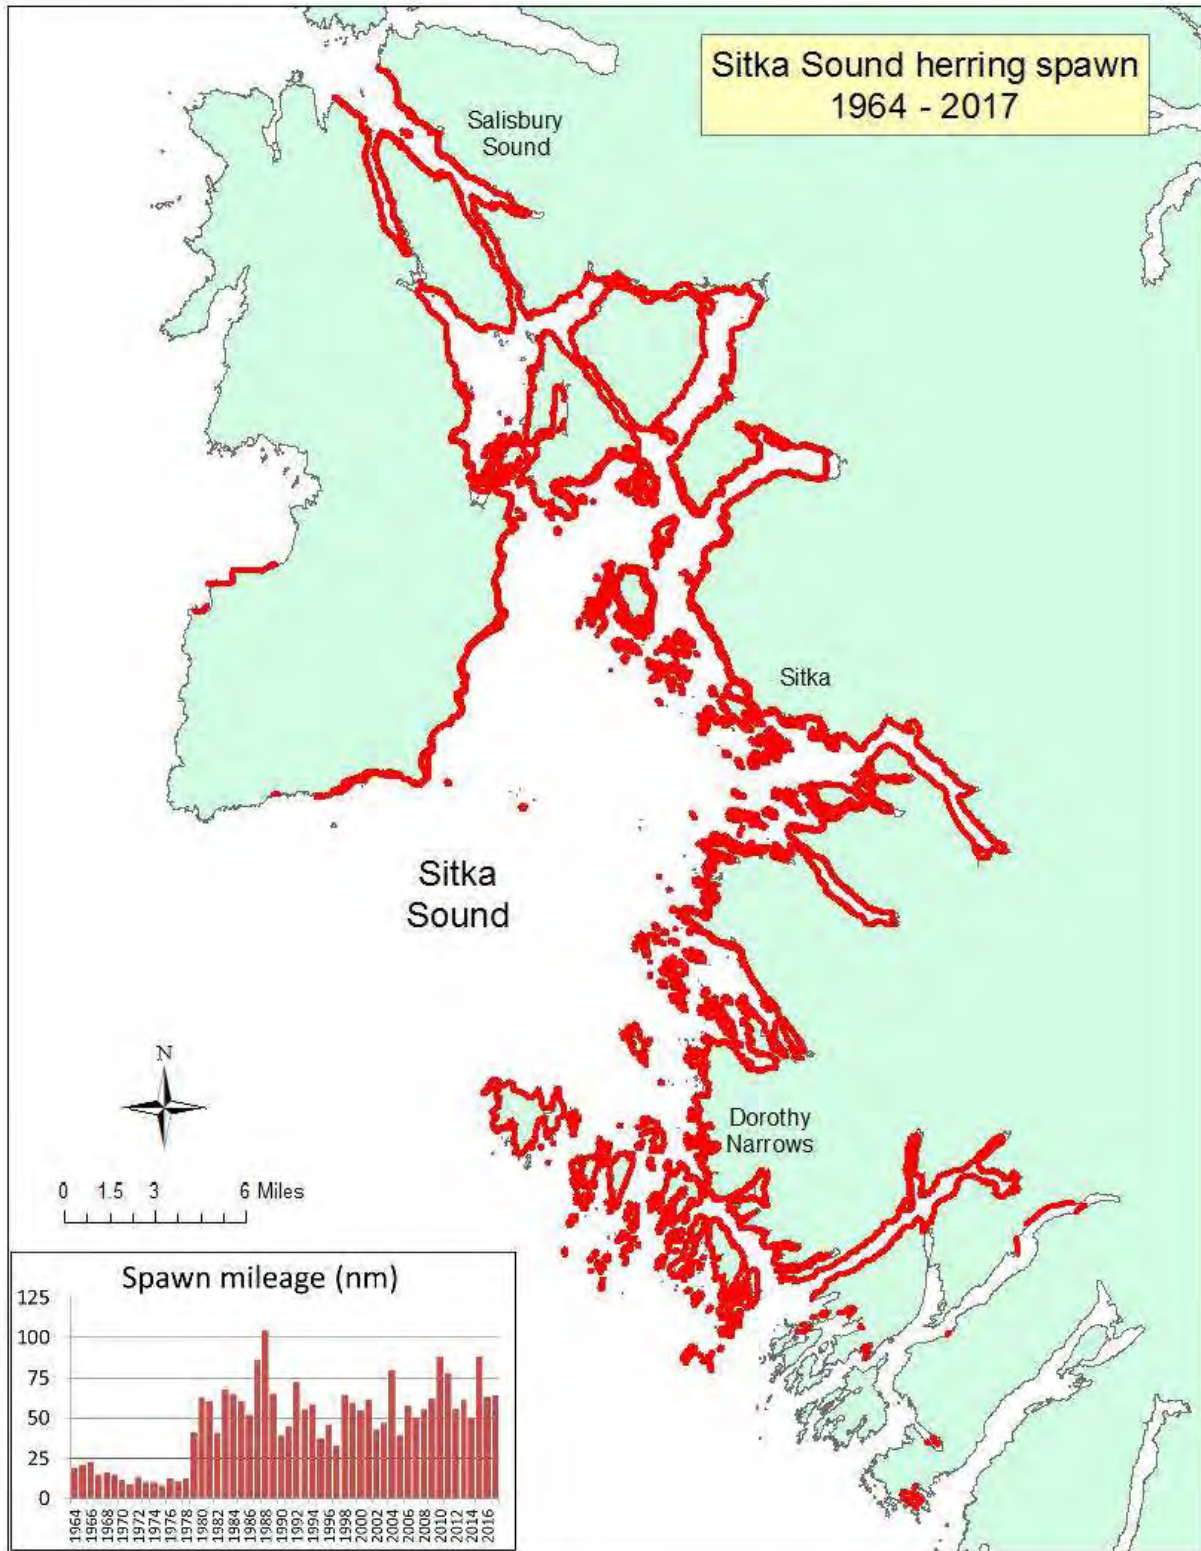 Sitka Sound herring spawn
1964 - 2017
Salisbury
Sound
Sitka
Sitka
Sound
N
Dorothy
Narrows
0 1.5 3 6 Miles
Spawn mileage (nm)
125
100
75
50
25
0
1964 1966 1968 1970 1972 1974 1976 1978 1980 1982 1984 1986 1988 1990 1992 1994 1996 1998 2000 2002 2004 2006 2008 2010 2012 2014 2016